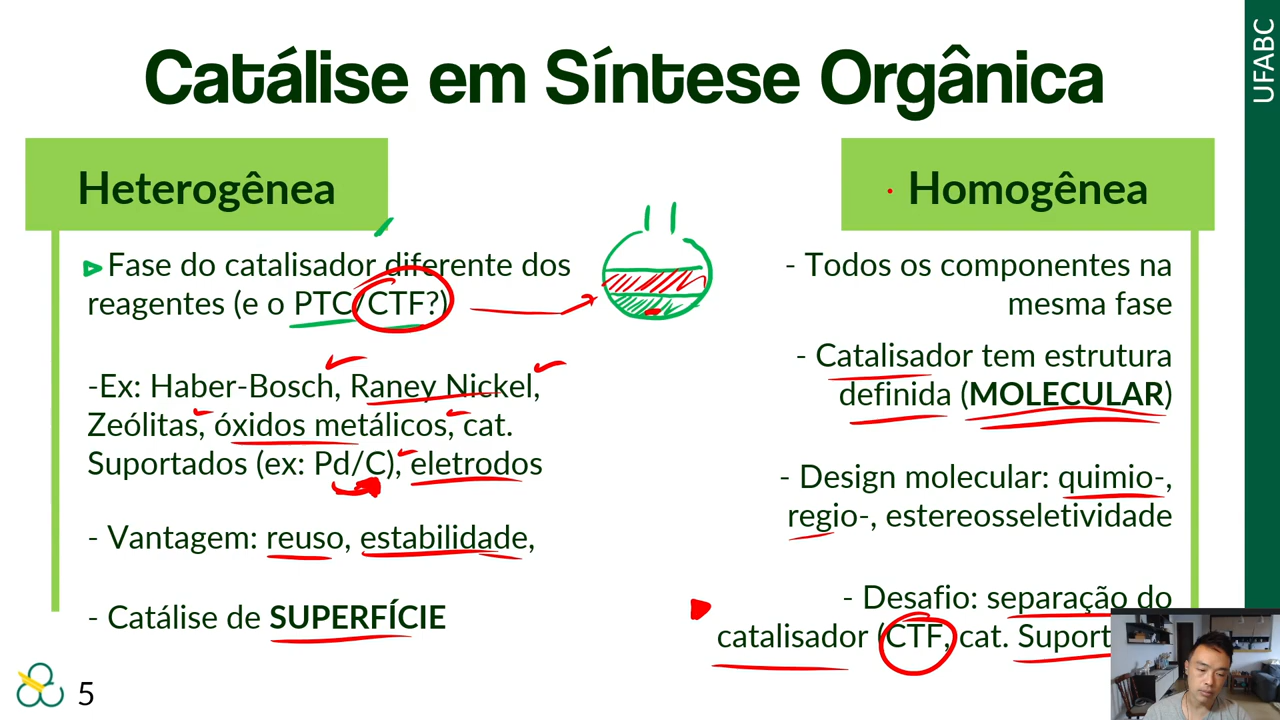 Catálise em Síntese Orgânica
UFABC
Heterogênea
Fase do catalisador diferente dos
reagentes (e o PTC/CTF?)
-Ex: Haber-Bosch, Raney Nickel,
Zeólitas, óxidos metálicos, cat.
Suportados (ex: Pd/C), eletrodos
- Vantagem: reuso, estabilidade,
- Catálise de SUPERFÍCIE
Homogênea
- Todos os componentes na
mesma fase
- Catalisador tem estrutura
definida (MOLECULAR)
- Design molecular: quimio-,
regio-, estereosseletividade
- Desafio: separação do
catalisador (CTF, cat. Suport
5